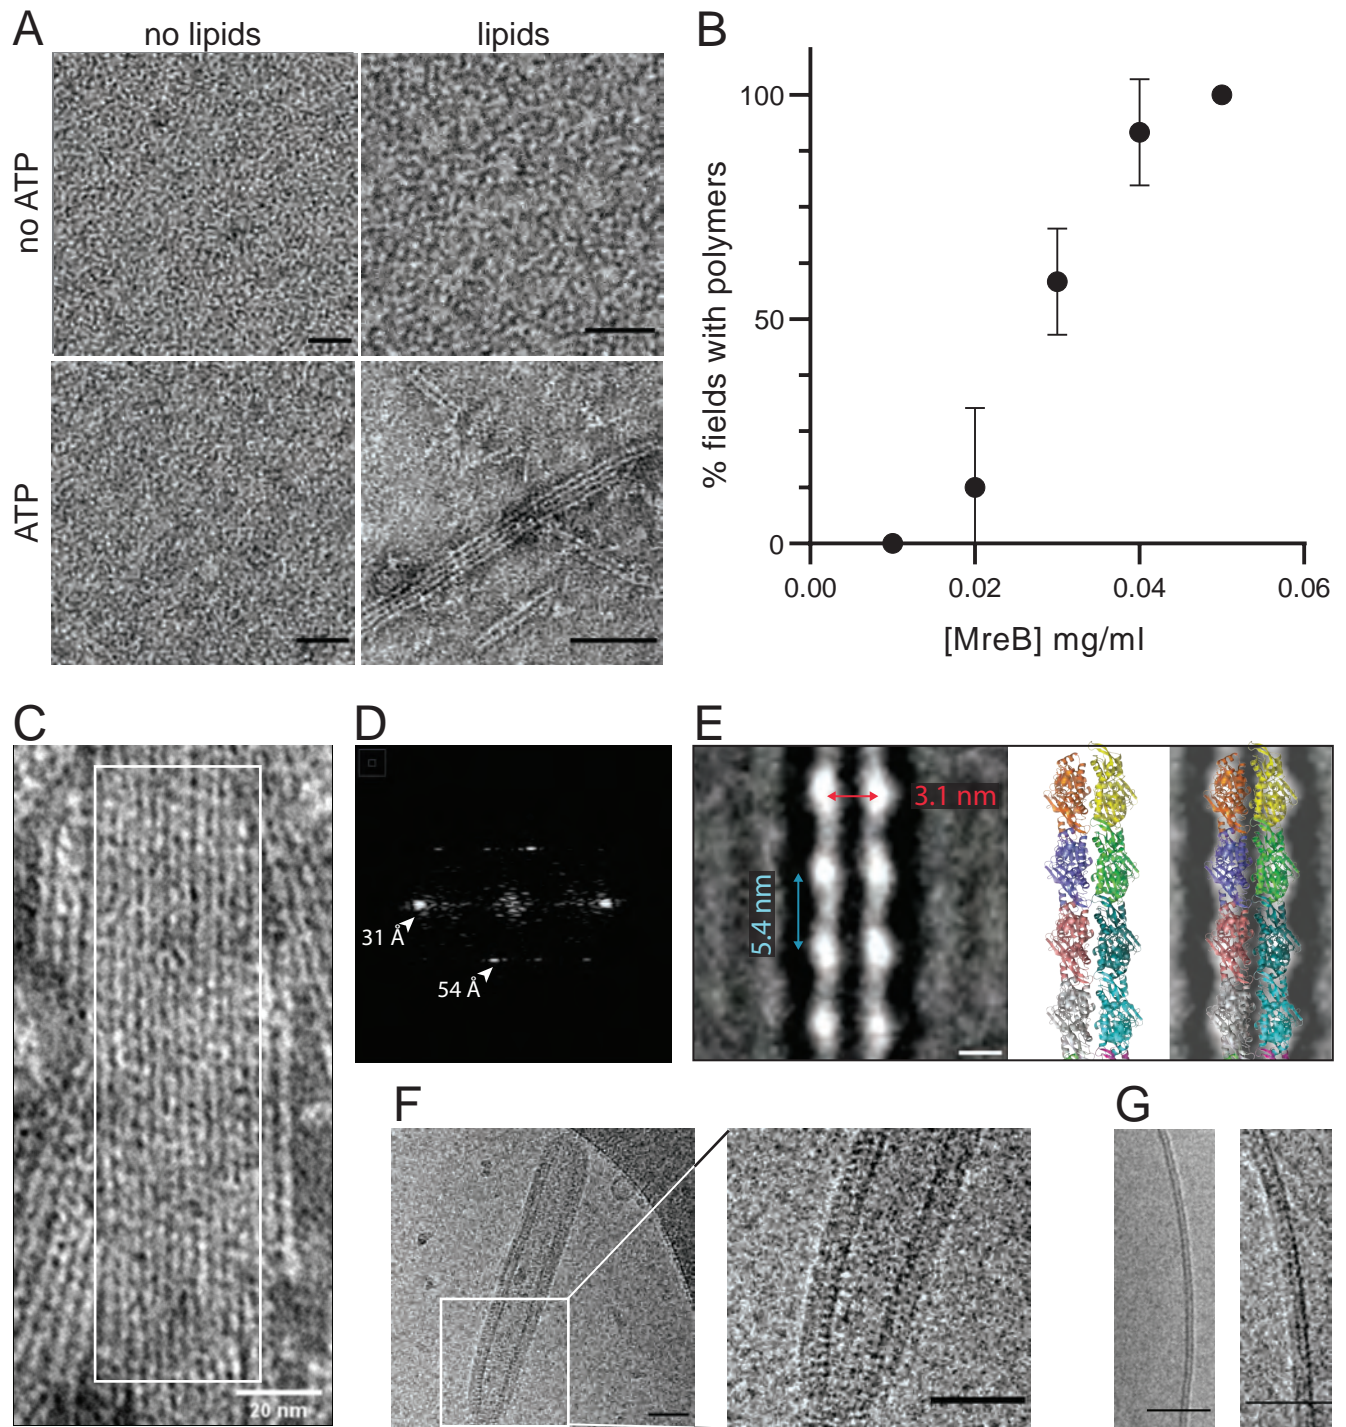 A
no lipids
lipids
no ATP
ATP
B
100
50
0
% fields with polymers
0.00
0.02
0.04
0.06
[MreB] mg/ml
C
20 nm
D
31 Å
54 Å
E
3.1 nm
5.4 nm
F
G